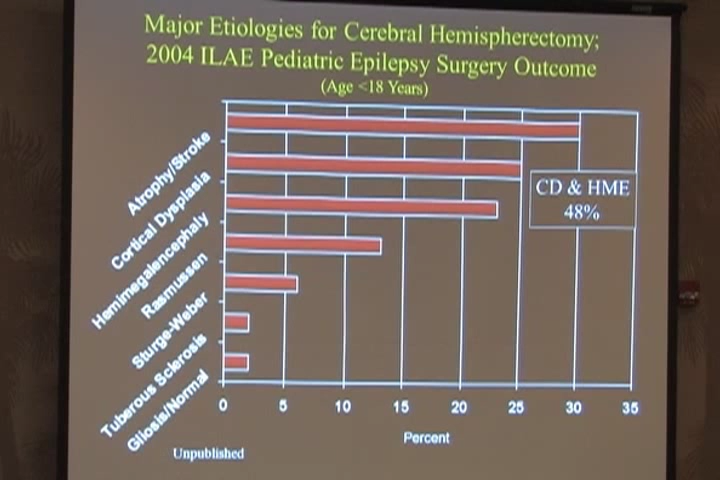 Major Etiologies for Cerebral Hemispherectomy;
2004 ILAE Pediatric Epilepsy Surgery Outcome
(Age <18 Years)
Atrophy/Stroke
Cortical Dysplasia
Hemimegalencephaly
Rasmussen
Sturge-Weber
Tuberous Sclerosis
Gliosis/Normal
CD & HME
48%
0 5 10 15 20 25 30 35
Percent
Unpublished